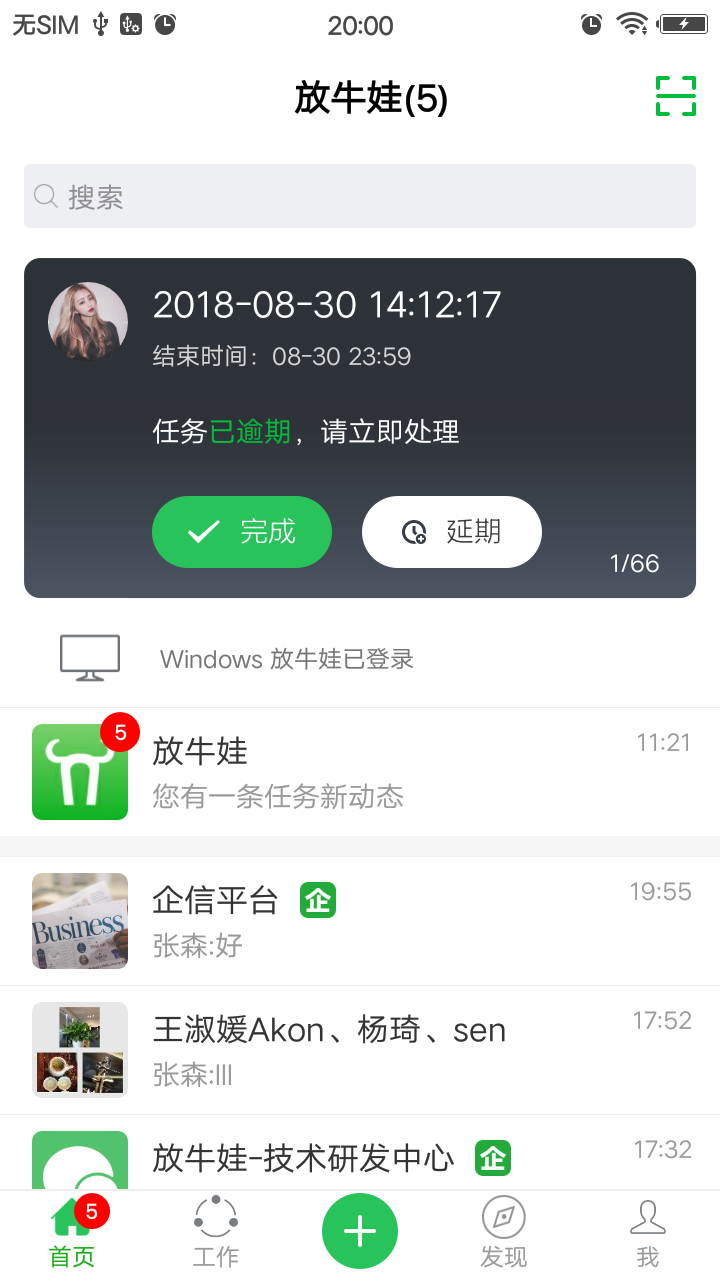 无SIM 20:00
放牛娃(5)
搜索
2018-08-30 14:12:17
结束时间：08-30 23:59
任务已逾期，请立即处理
完成 延期
1/66
Windows 放牛娃已登录
5
放牛娃 11:21
您有一条任务新动态
企信平台 企 19:55
Business
张森:好
王淑媛Akon、杨琦、sen 17:52
张森:lll
放牛娃-技术研发中心 企 17:32
5
首页 工作 发现 我